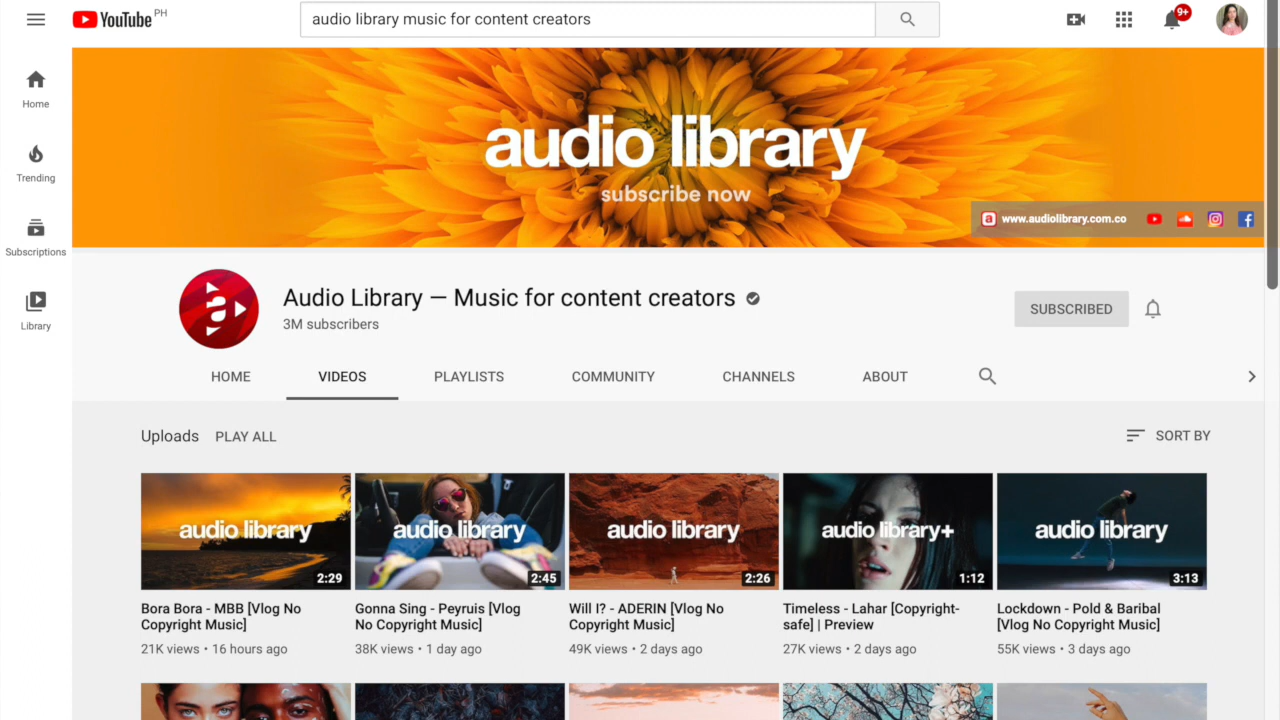 YouTube PH
audio library music for content creators
9+
Home
Trending
Subscriptions
Library
audio library
subscribe now
a www.audiolibrary.com.co
a
Audio Library — Music for content creators
3M subscribers
SUBSCRIBED
HOME VIDEOS PLAYLISTS COMMUNITY CHANNELS ABOUT
Uploads PLAY ALL
SORT BY
audio library
2:29
Bora Bora - MBB [Vlog No
Copyright Music]
21K views • 16 hours ago
audio library
2:45
Gonna Sing - Peyruis [Vlog
No Copyright Music]
38K views • 1 day ago
audio library
2:26
Will I? - ADERIN [Vlog No
Copyright Music]
49K views • 2 days ago
audio library+
1:12
Timeless - Lahar [Copyright-
safe] | Preview
27K views • 2 days ago
audio library
3:13
Lockdown - Pold & Baribal
[Vlog No Copyright Music]
55K views • 3 days ago